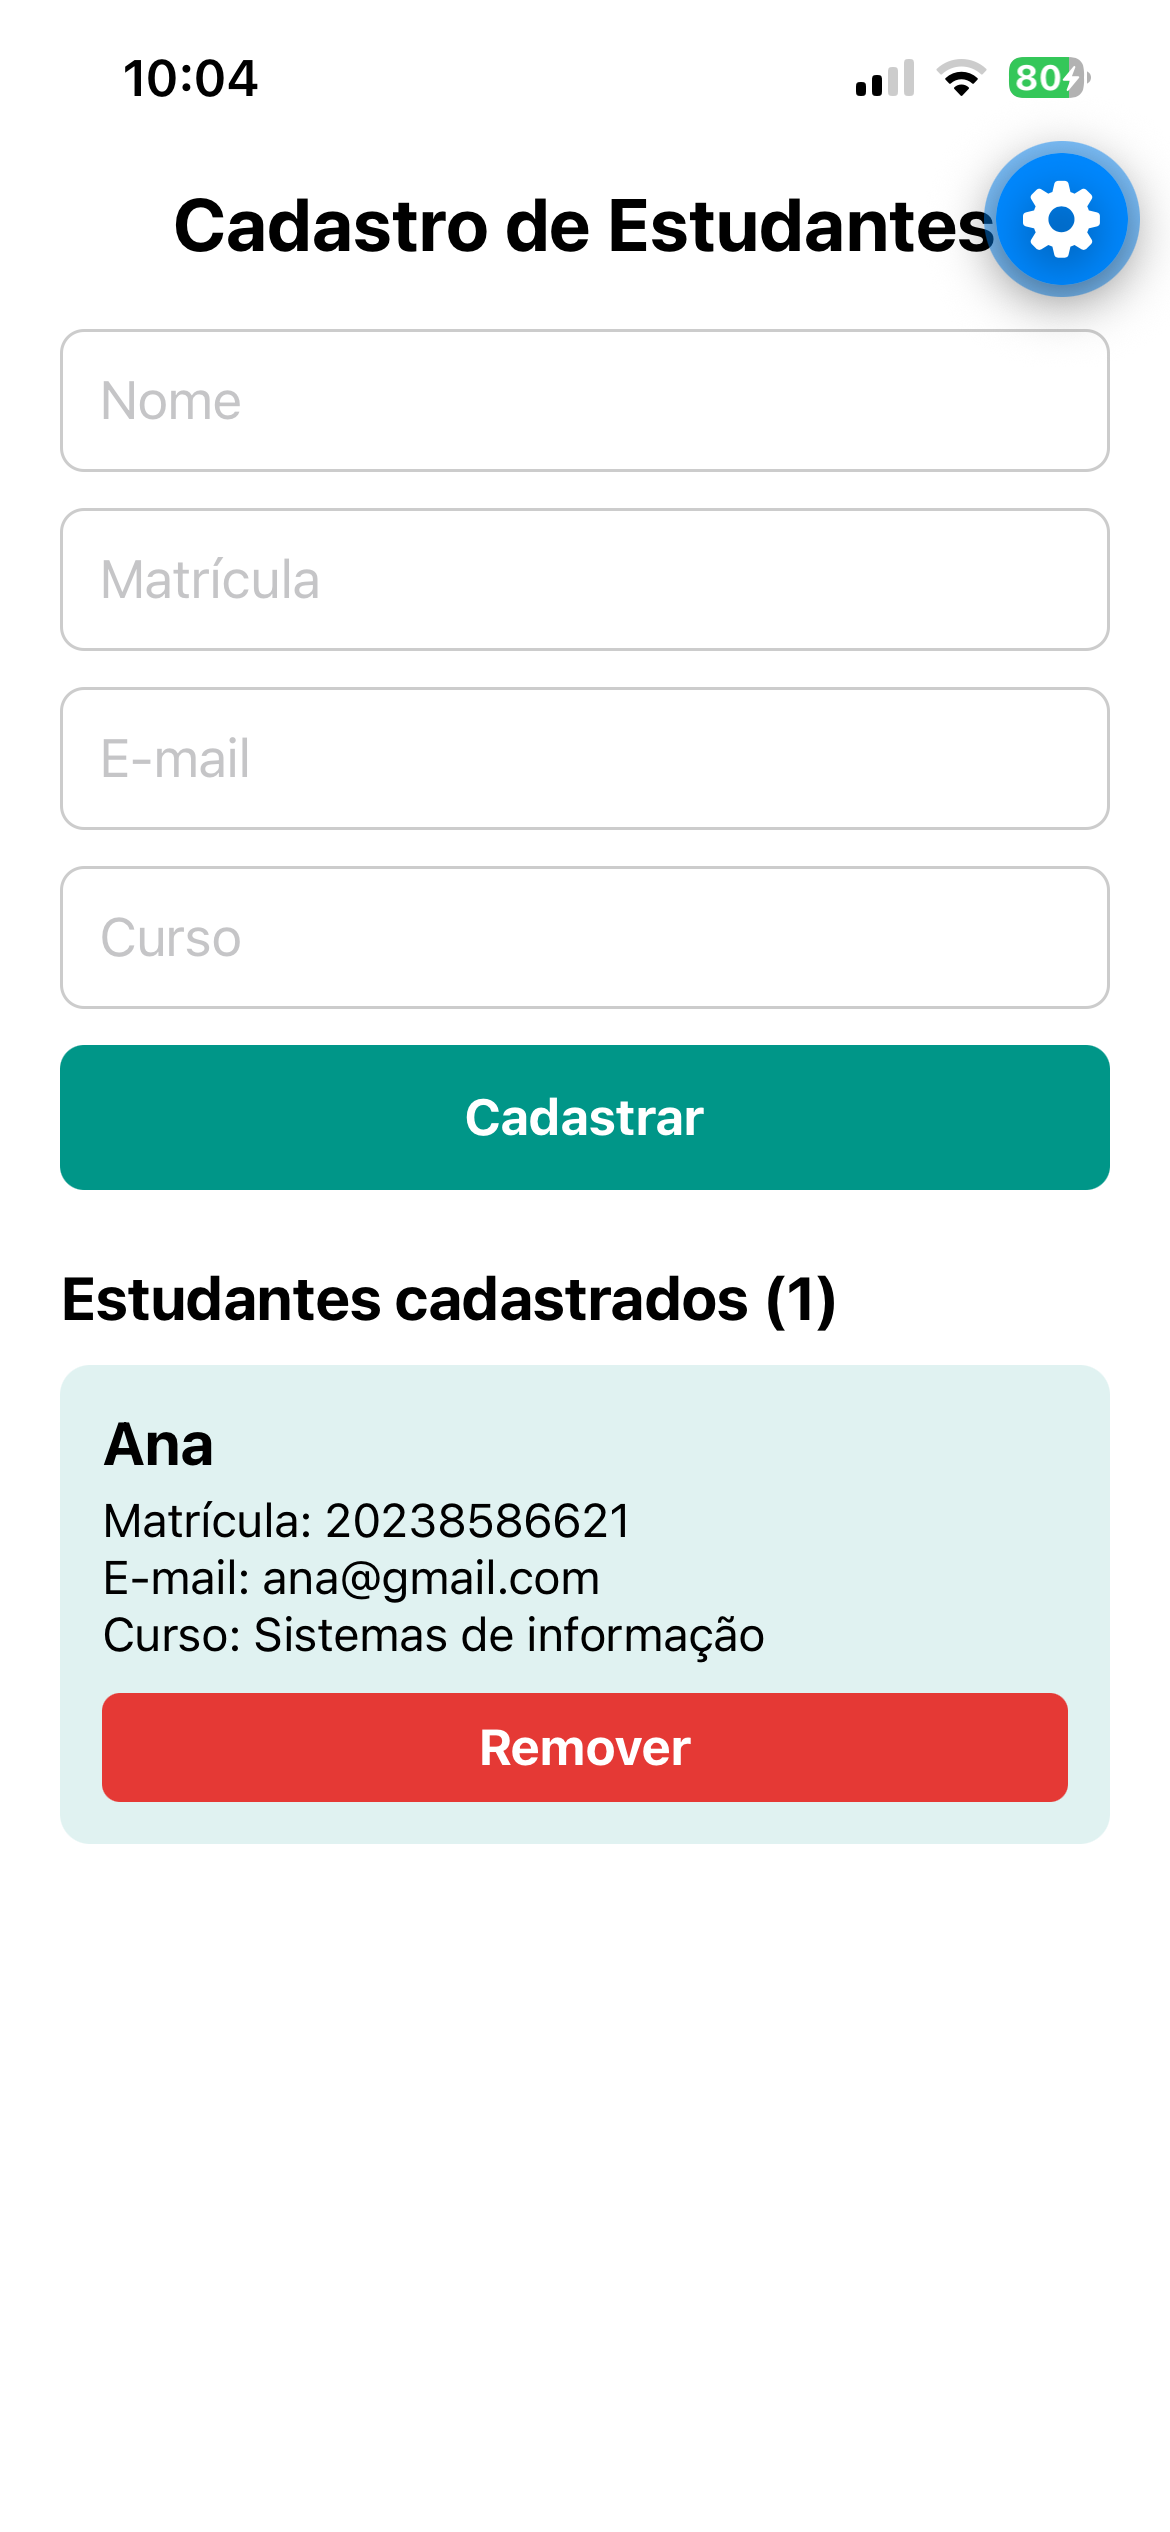 10:04
80
Cadastro de Estudantes
Nome
Matrícula
E-mail
Curso
Cadastrar
Estudantes cadastrados (1)
Ana
Matrícula: 20238586621
E-mail: ana@gmail.com
Curso: Sistemas de informação
Remover